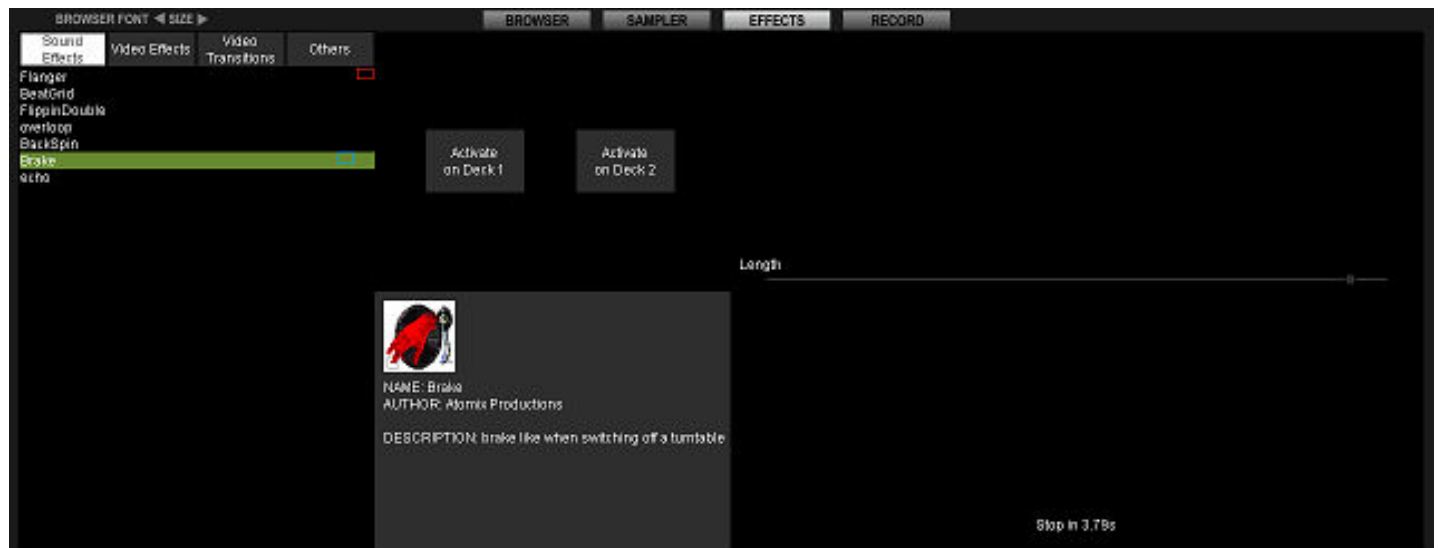 BROWSER FONT ◀ SIZE ▶
BROWSER
SAMPLER
EFFECTS
RECORD
Sound
Effects
Video Effects
Video
Transitions
Others
Flanger
BeatGrid
FlippinDouble
overloop
BackSpin
Brake
echo
Activate
on Deck 1
Activate
on Deck 2
Length
NAME: Brake
AUTHOR: Atomix Productions
DESCRIPTION: brake like when switching off a turntable
Stop in 3.79s